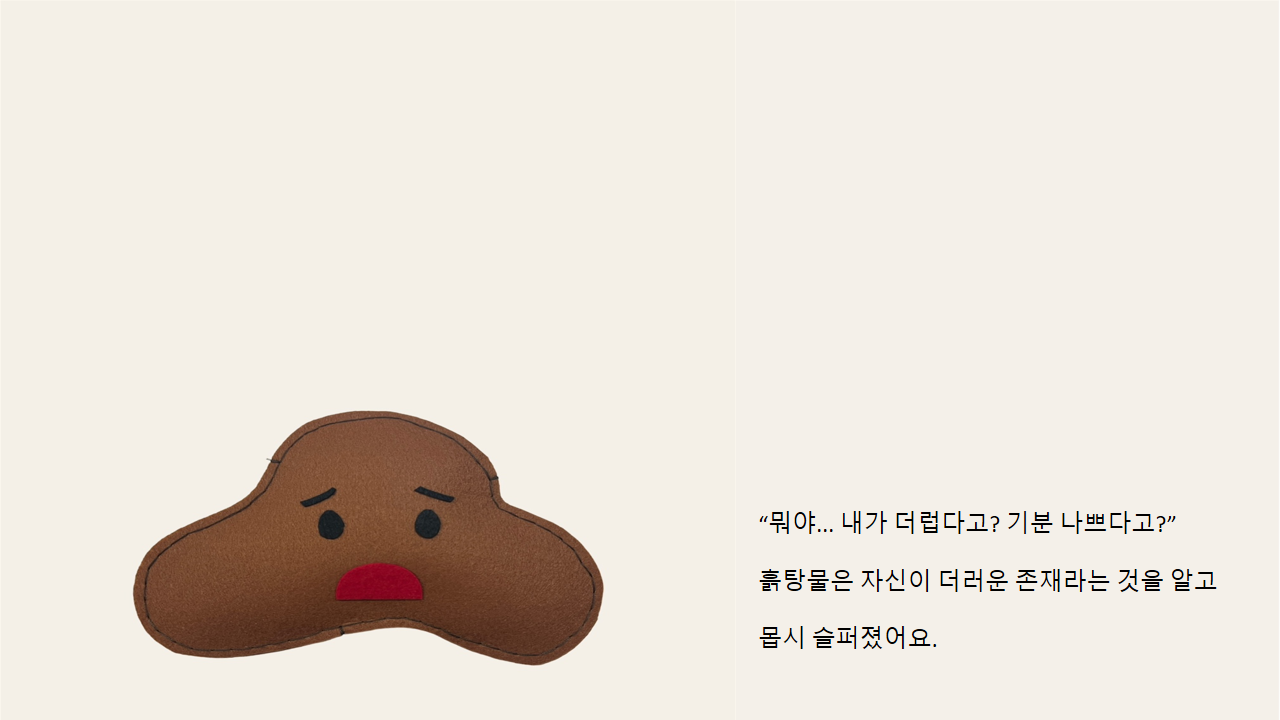 “뭐야... 내가 더럽다고? 기분 나쁘다고?”
흙탕물은 자신이 더러운 존재라는 것을 알고
몹시 슬퍼졌어요.